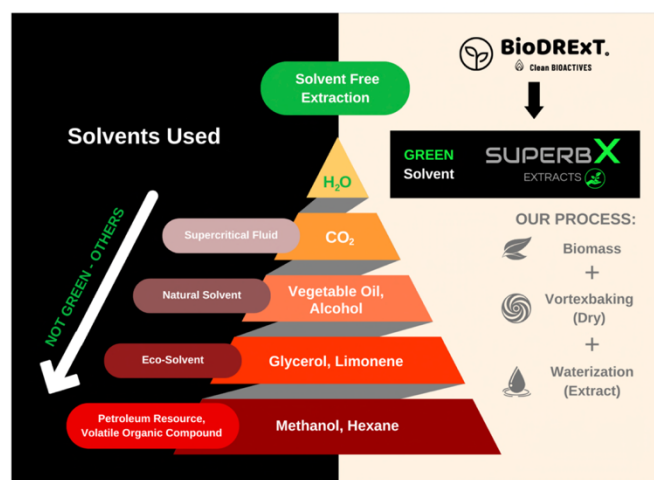 BioDRExT®
Clean BIOACTIVES
Solvent Free
Extraction
Solvents Used
GREEN
Solvent
SUPERBX
EXTRACTS
NOT GREEN - OTHERS
H₂O
OUR PROCESS:
Supercritical Fluid
CO₂
Biomass
+
Natural Solvent
Vegetable Oil,
Alcohol
Vortexbaking
(Dry)
+
Eco-Solvent
Glycerol, Limonene
Waterization
(Extract)
Petroleum Resource,
Volatile Organic Compound
Methanol, Hexane